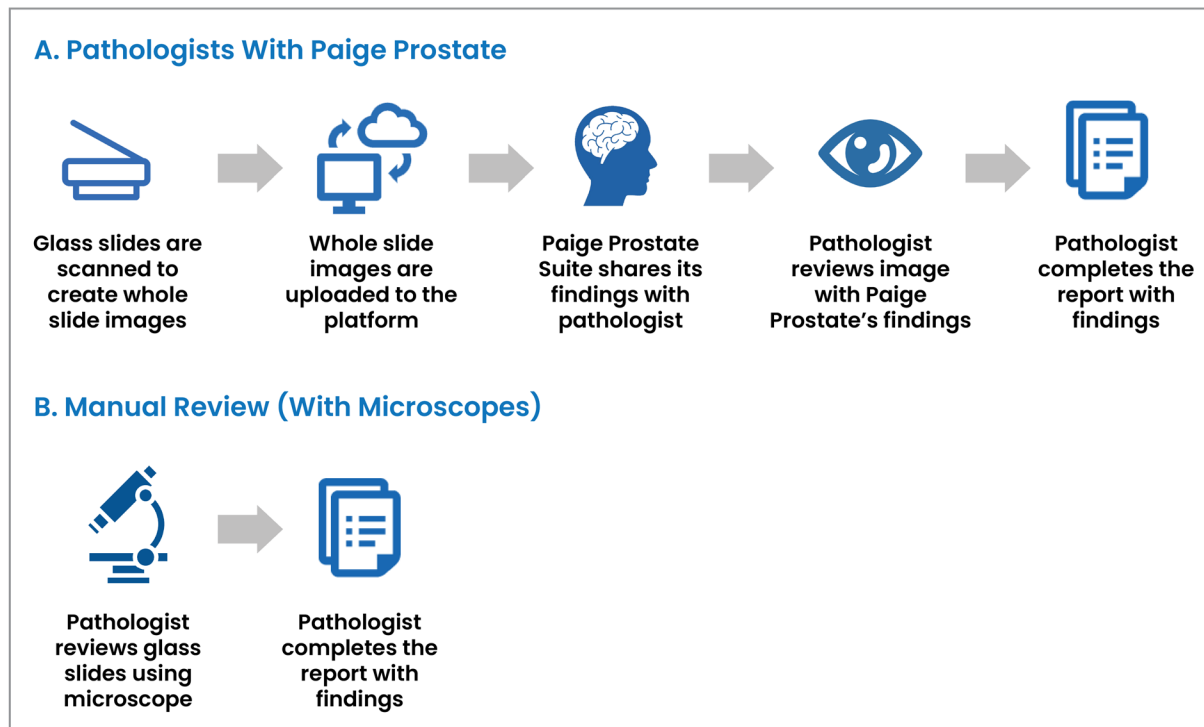 A. Pathologists With Paige Prostate
Glass slides are
scanned to
create whole
slide images
Whole slide
images are
uploaded to the
platform
Paige Prostate
Suite shares its
findings with
pathologist
Pathologist
reviews image
with Paige
Prostate’s findings
Pathologist
completes the
report with
findings
B. Manual Review (With Microscopes)
Pathologist
reviews glass
slides using
microscope
Pathologist
completes the
report with
findings